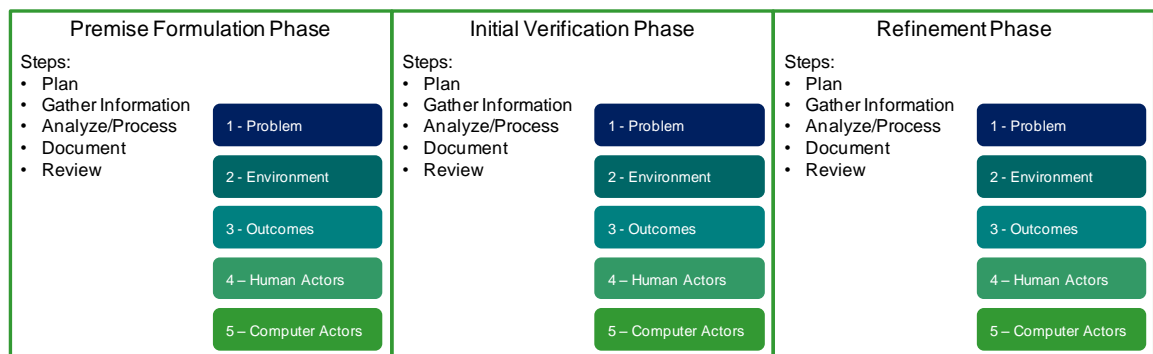 Premise Formulation Phase
Steps:
• Plan
• Gather Information
• Analyze/Process
• Document
• Review
1 - Problem
2 - Environment
3 - Outcomes
4 – Human Actors
5 – Computer Actors
Initial Verification Phase
Steps:
• Plan
• Gather Information
• Analyze/Process
• Document
• Review
1 - Problem
2 - Environment
3 - Outcomes
4 – Human Actors
5 – Computer Actors
Refinement Phase
Steps:
• Plan
• Gather Information
• Analyze/Process
• Document
• Review
1 - Problem
2 - Environment
3 - Outcomes
4 – Human Actors
5 – Computer Actors